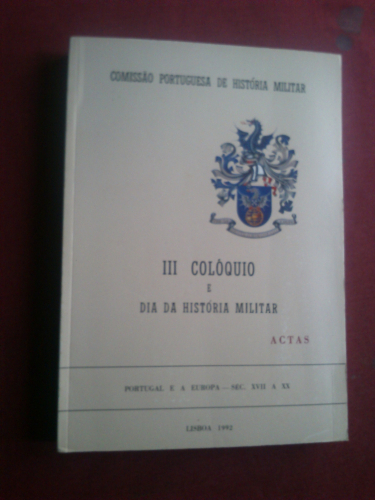 COMISSÃO PORTUGUESA DE HISTÓRIA MILITAR
III COLÓQUIO
E
DIA DA HISTÓRIA MILITAR
ACTAS
PORTUGAL E A EUROPA — SEC. XVII A XX
LISBOA 1992